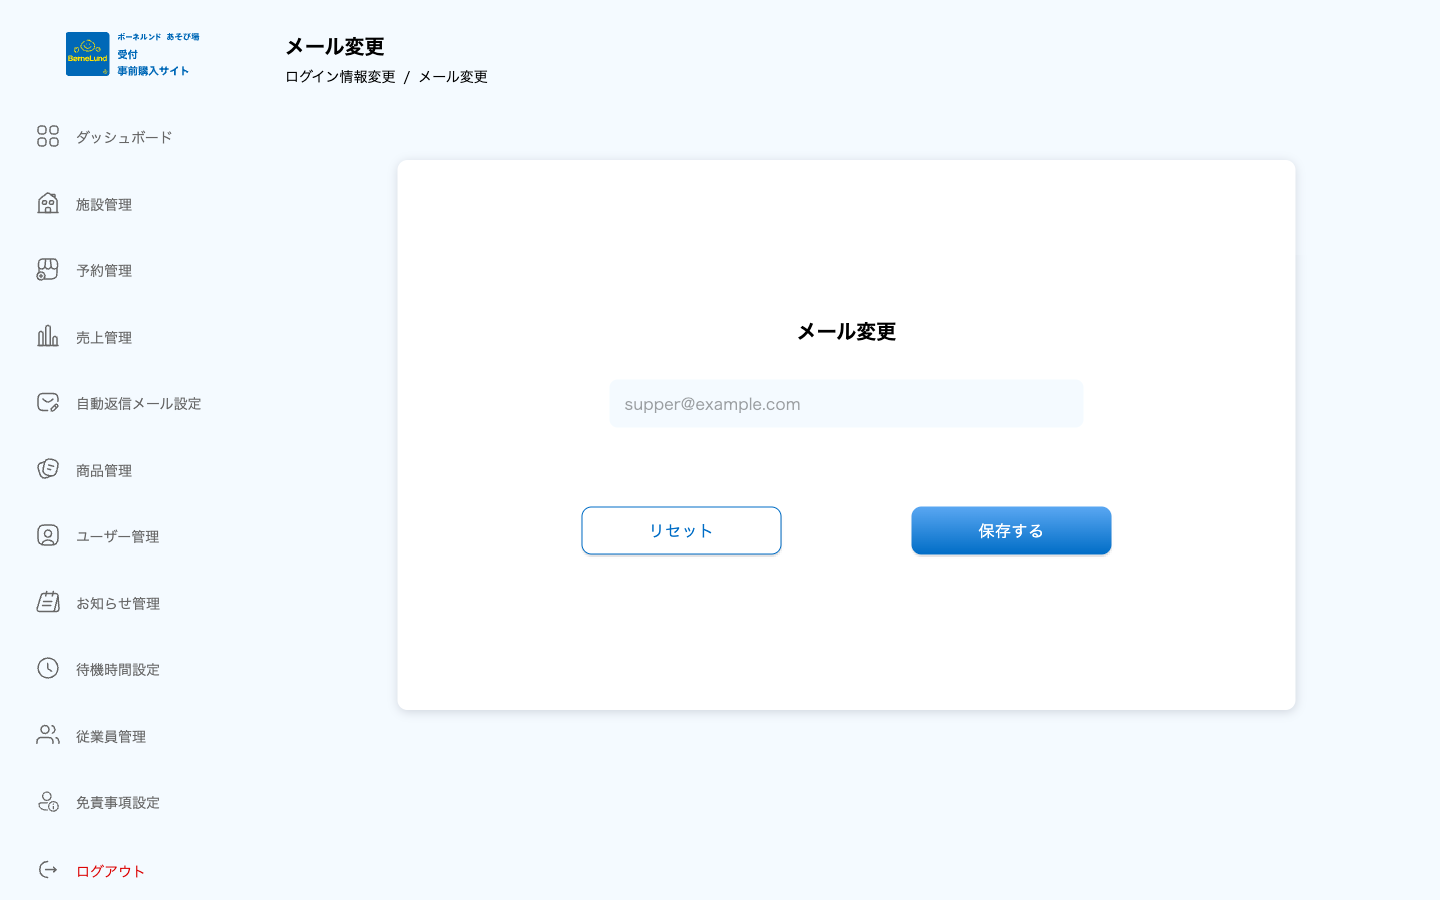 ボーネルンド あそび場
受付
事前購入サイト
BørneLund
メール変更
ログイン情報変更 / メール変更
ダッシュボード
施設管理
予約管理
売上管理
自動返信メール設定
商品管理
ユーザー管理
お知らせ管理
待機時間設定
従業員管理
免責事項設定
ログアウト
メール変更
supper@example.com
リセット
保存する